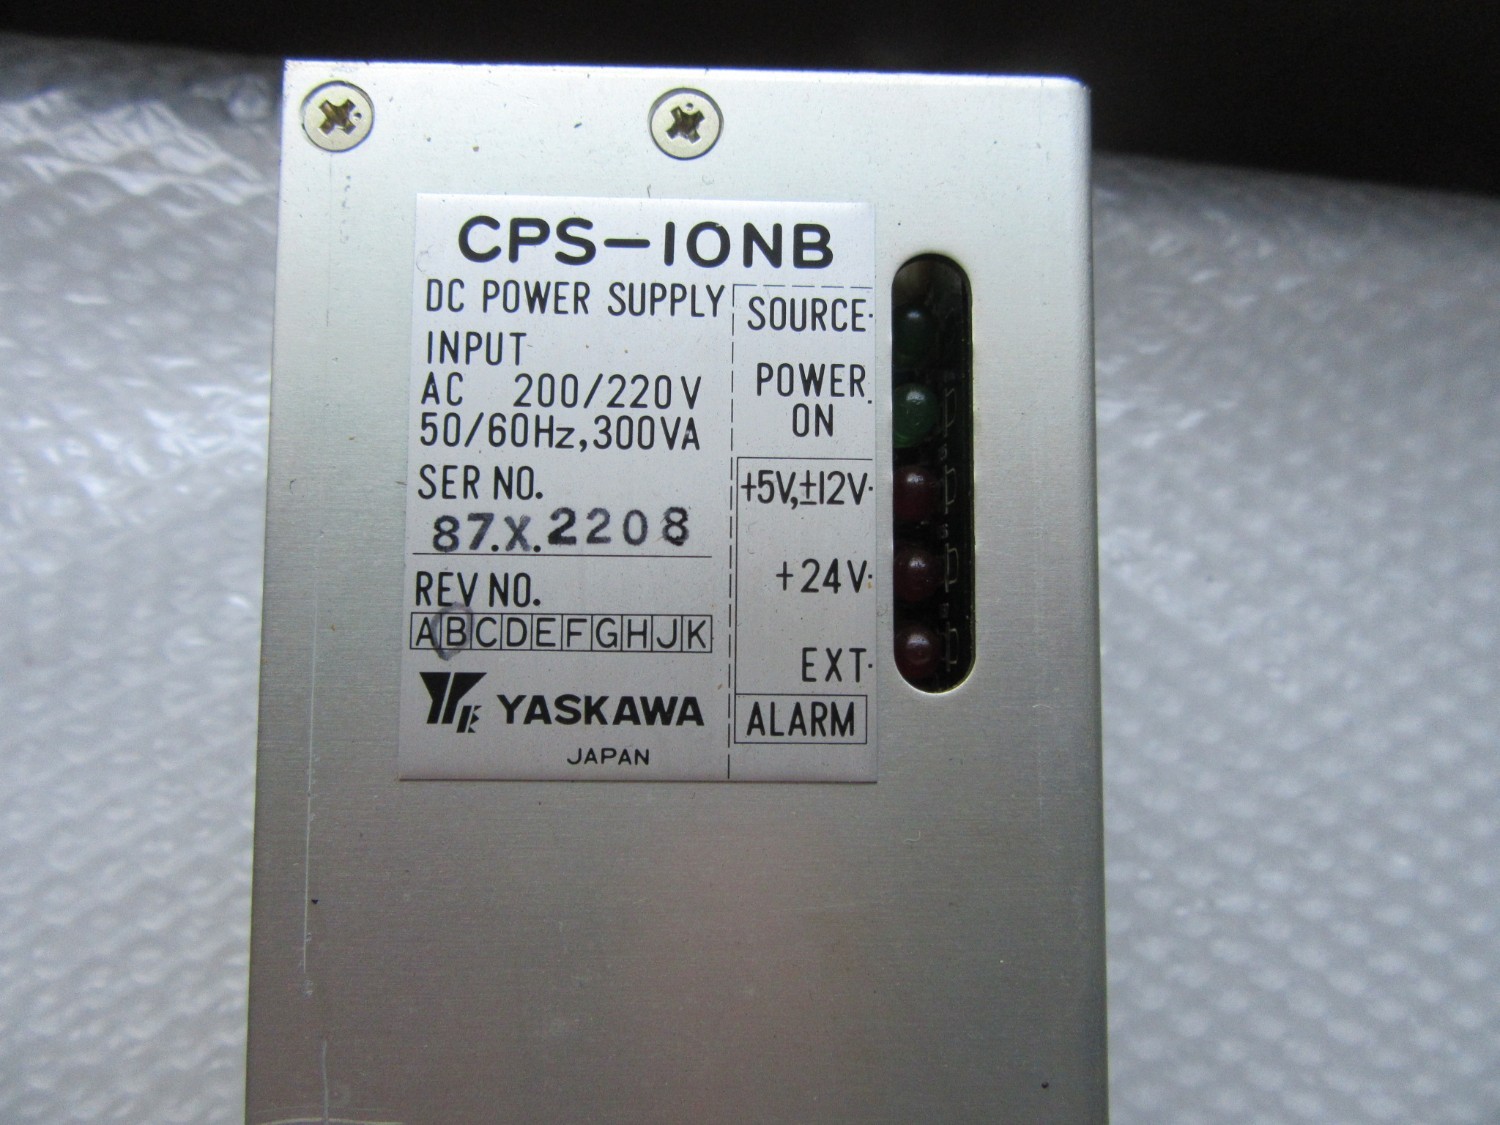 CPS-10NB
DC POWER SUPPLY
INPUT
AC 200/220V
50/60Hz, 300VA
SER NO.
87.X.2208
REV NO.
A B C D E F G H J K
YASKAWA
JAPAN
SOURCE
POWER
ON
+5V,±12V
+24V
EXT
ALARM